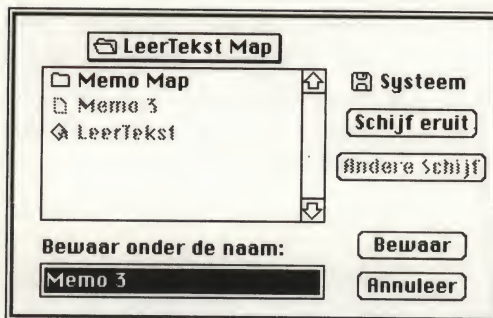 LeerTekst Map
Memo Map
Memo 3
LeerTekst
Systeem
Schijf eruit
Andere Schijf
Bewaar onder de naam:
Memo 3
Bewaar
Annuleer